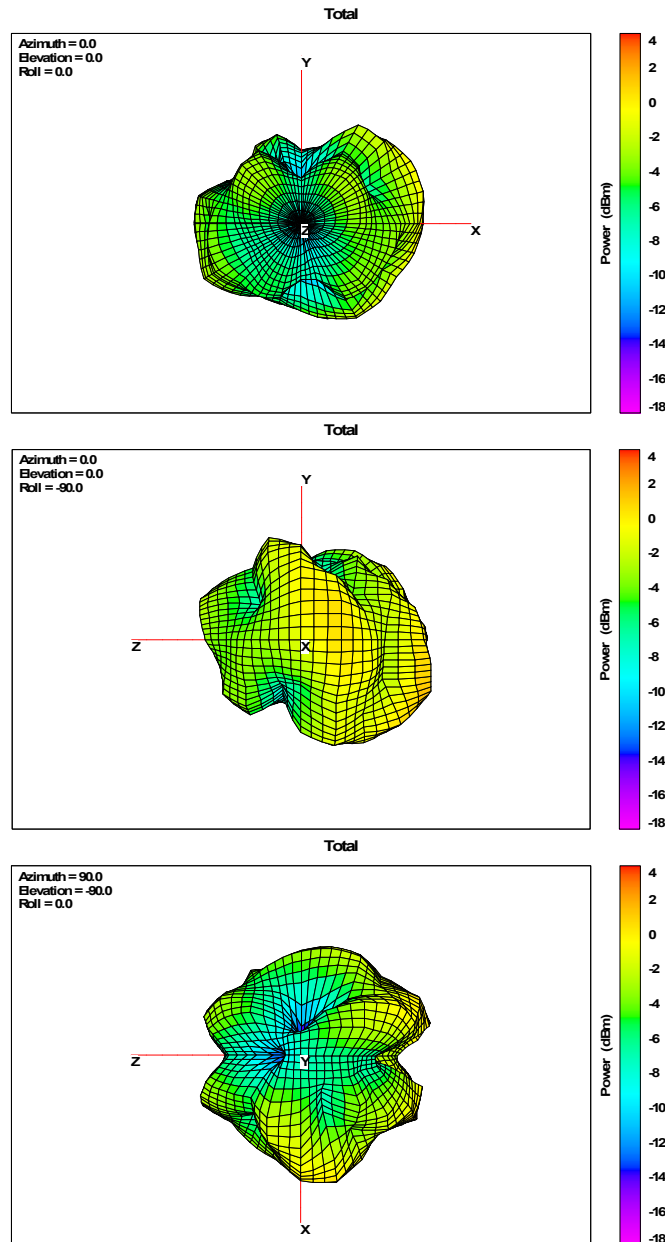 Total
Azimuth = 0.0
Elevation = 0.0
Roll = 0.0
Y
X
Z
4
2
0
-2
-4
-6
-8
-10
-12
-14
-16
-18
Power (dBm)
Total
Azimuth = 0.0
Elevation = 0.0
Roll = -90.0
Y
Z
X
4
2
0
-2
-4
-6
-8
-10
-12
-14
-16
-18
Power (dBm)
Total
Azimuth = 90.0
Elevation = -90.0
Roll = 0.0
Z
Y
X
4
2
0
-2
-4
-6
-8
-10
-12
-14
-16
-18
Power (dBm)